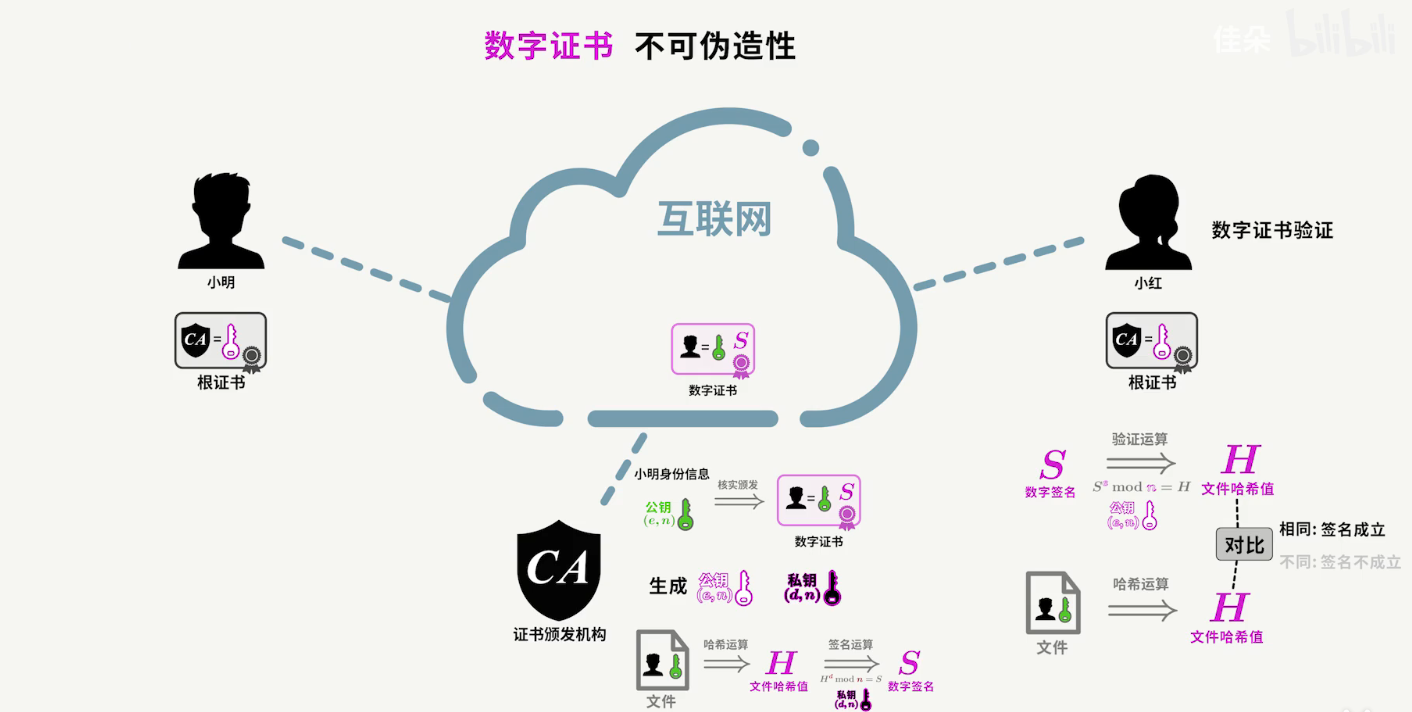 数字证书 不可伪造性
佳朵 bilibili
互联网
小明
小红
数字证书验证
CA =
根证书
= S
数字证书
CA =
根证书
小明身份信息
公钥
(e, n)
核实颁发
= S
数字证书
CA
证书颁发机构
生成 公钥 (e, n) 私钥 (d, n)
文件
哈希运算
H
文件哈希值
签名运算
H^d mod n = S
私钥
(d, n)
S
数字签名
S
数字签名
验证运算
S^e mod n = H
公钥
(e, n)
H
文件哈希值
对比
相同: 签名成立
不同: 签名不成立
文件
哈希运算
H
文件哈希值